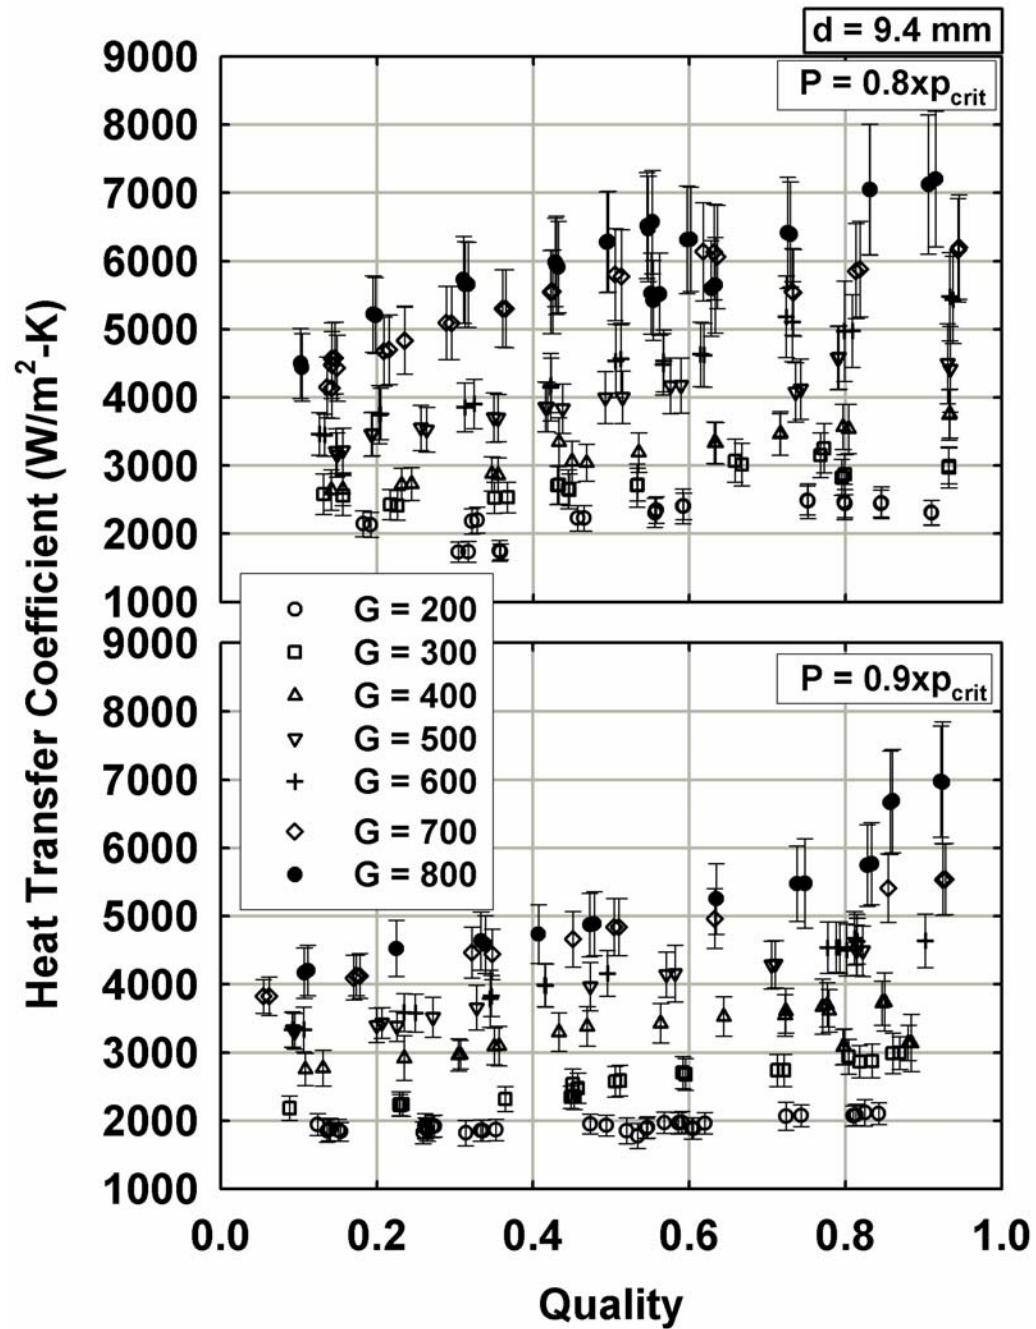 d = 9.4 mm
P = 0.8xp_crit
9000
8000
7000
6000
5000
4000
3000
2000
1000
Heat Transfer Coefficient (W/m²-K)
G = 200
G = 300
G = 400
G = 500
G = 600
G = 700
G = 800
P = 0.9xp_crit
9000
8000
7000
6000
5000
4000
3000
2000
1000
0.0 0.2 0.4 0.6 0.8 1.0
Quality